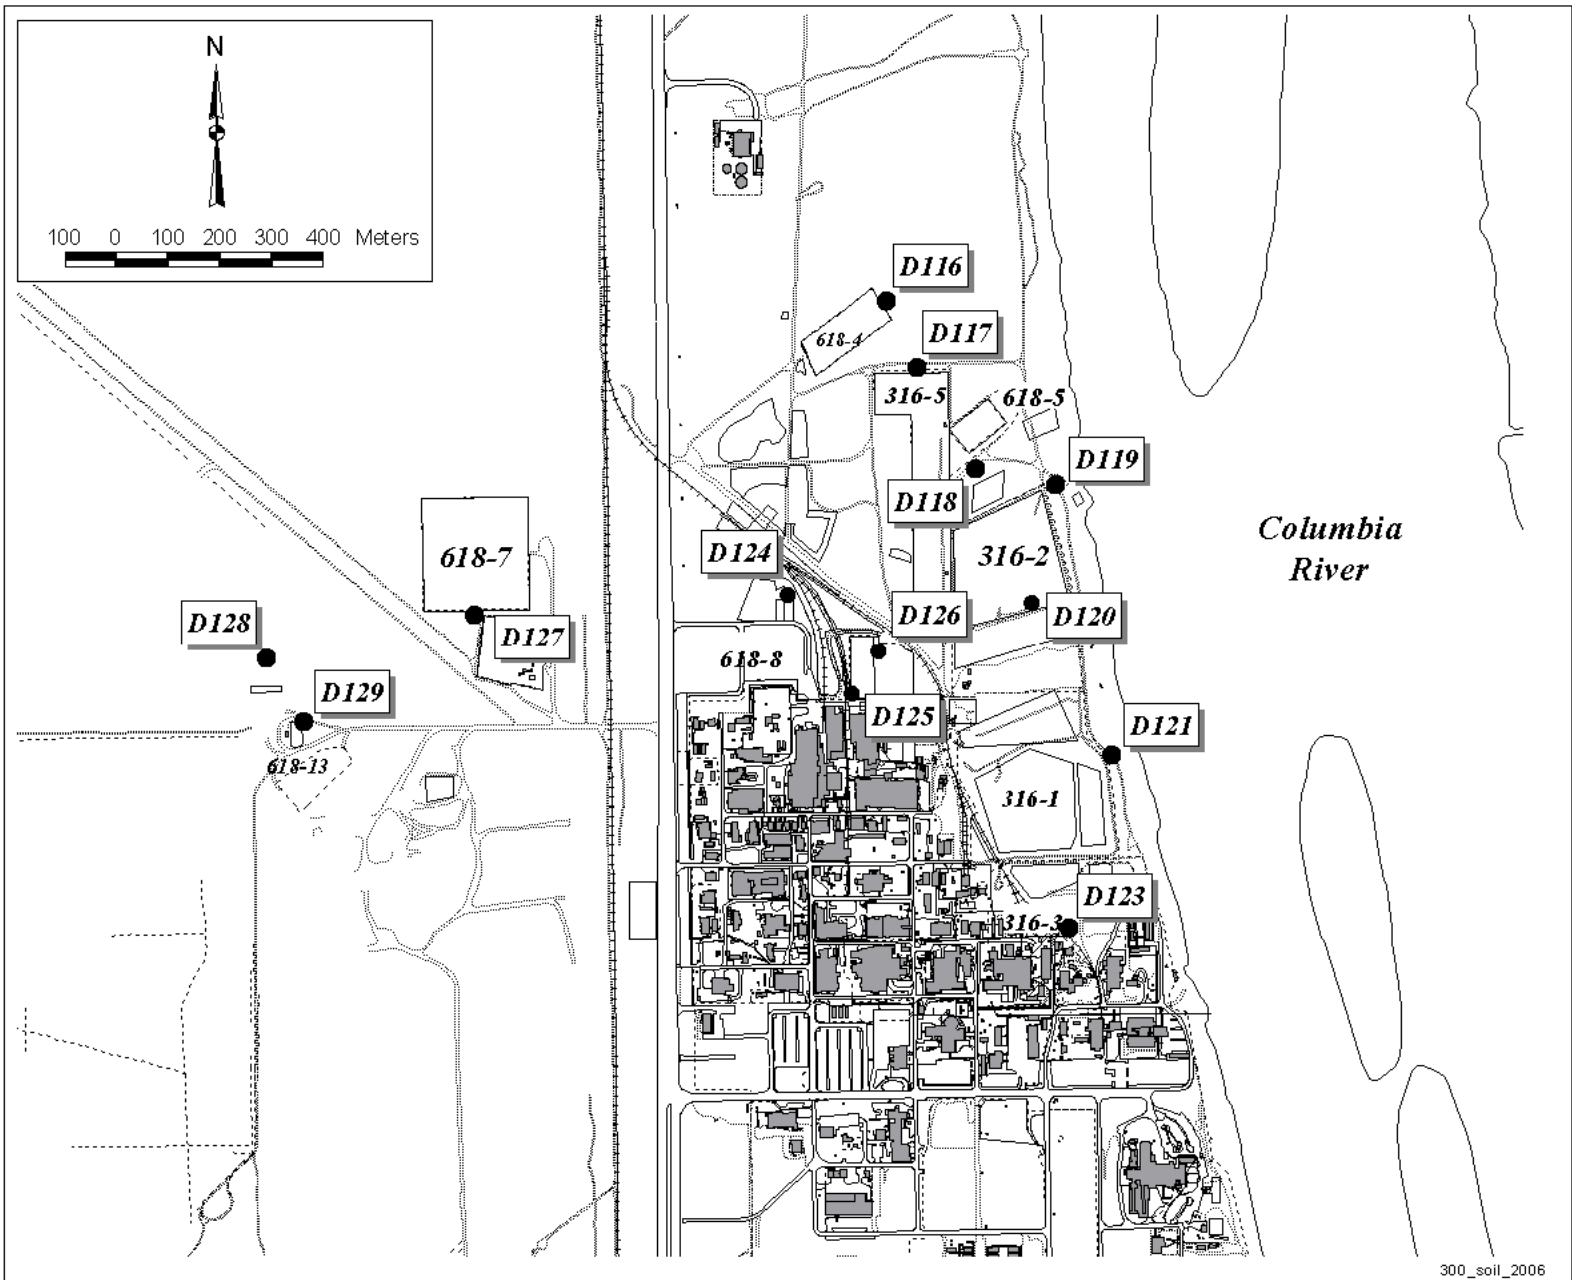 N
100 0 100 200 300 400 Meters
D116
D117
618-4
316-5
618-5
D119
D118
Columbia
River
D124
618-7
316-2
D128
D127
D126
D120
618-8
D129
D125
D121
618-13
316-1
D123
316-3
300_soil_2006